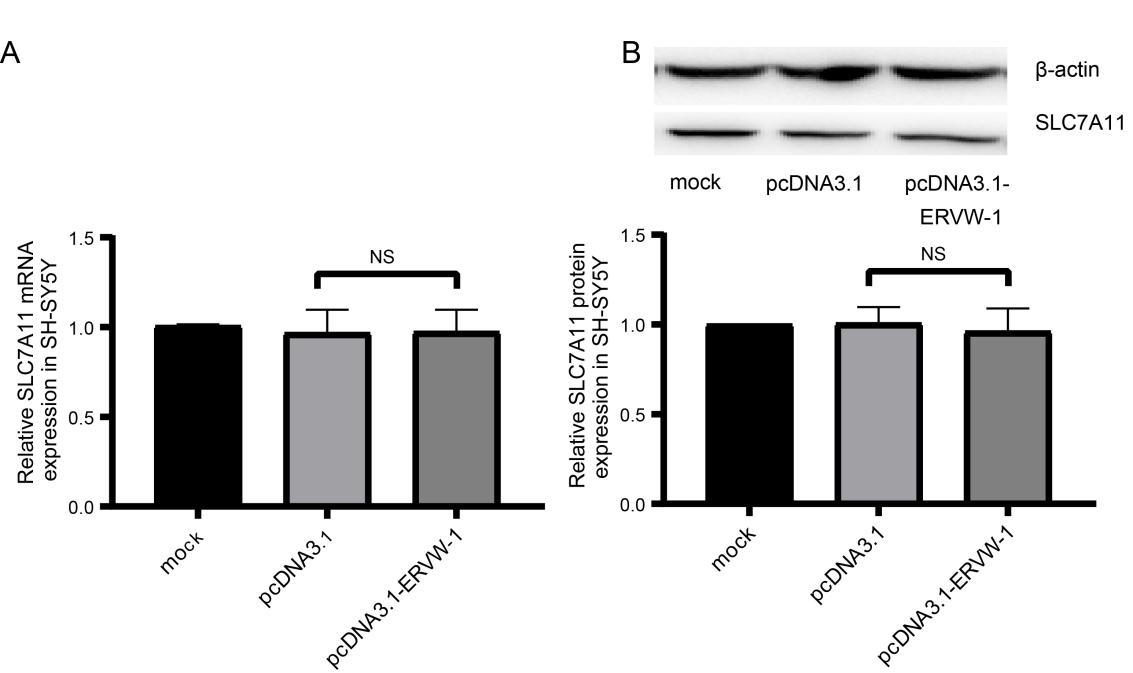 A
Relative SLC7A11 mRNA
expression in SH-SY5Y
1.5
1.0
0.5
0.0
NS
mock
pcDNA3.1
pcDNA3.1-ERVW-1
B
β-actin
SLC7A11
mock
pcDNA3.1
pcDNA3.1-
ERVW-1
Relative SLC7A11 protein
expression in SH-SY5Y
1.5
1.0
0.5
0.0
NS
mock
pcDNA3.1
pcDNA3.1-ERVW-1